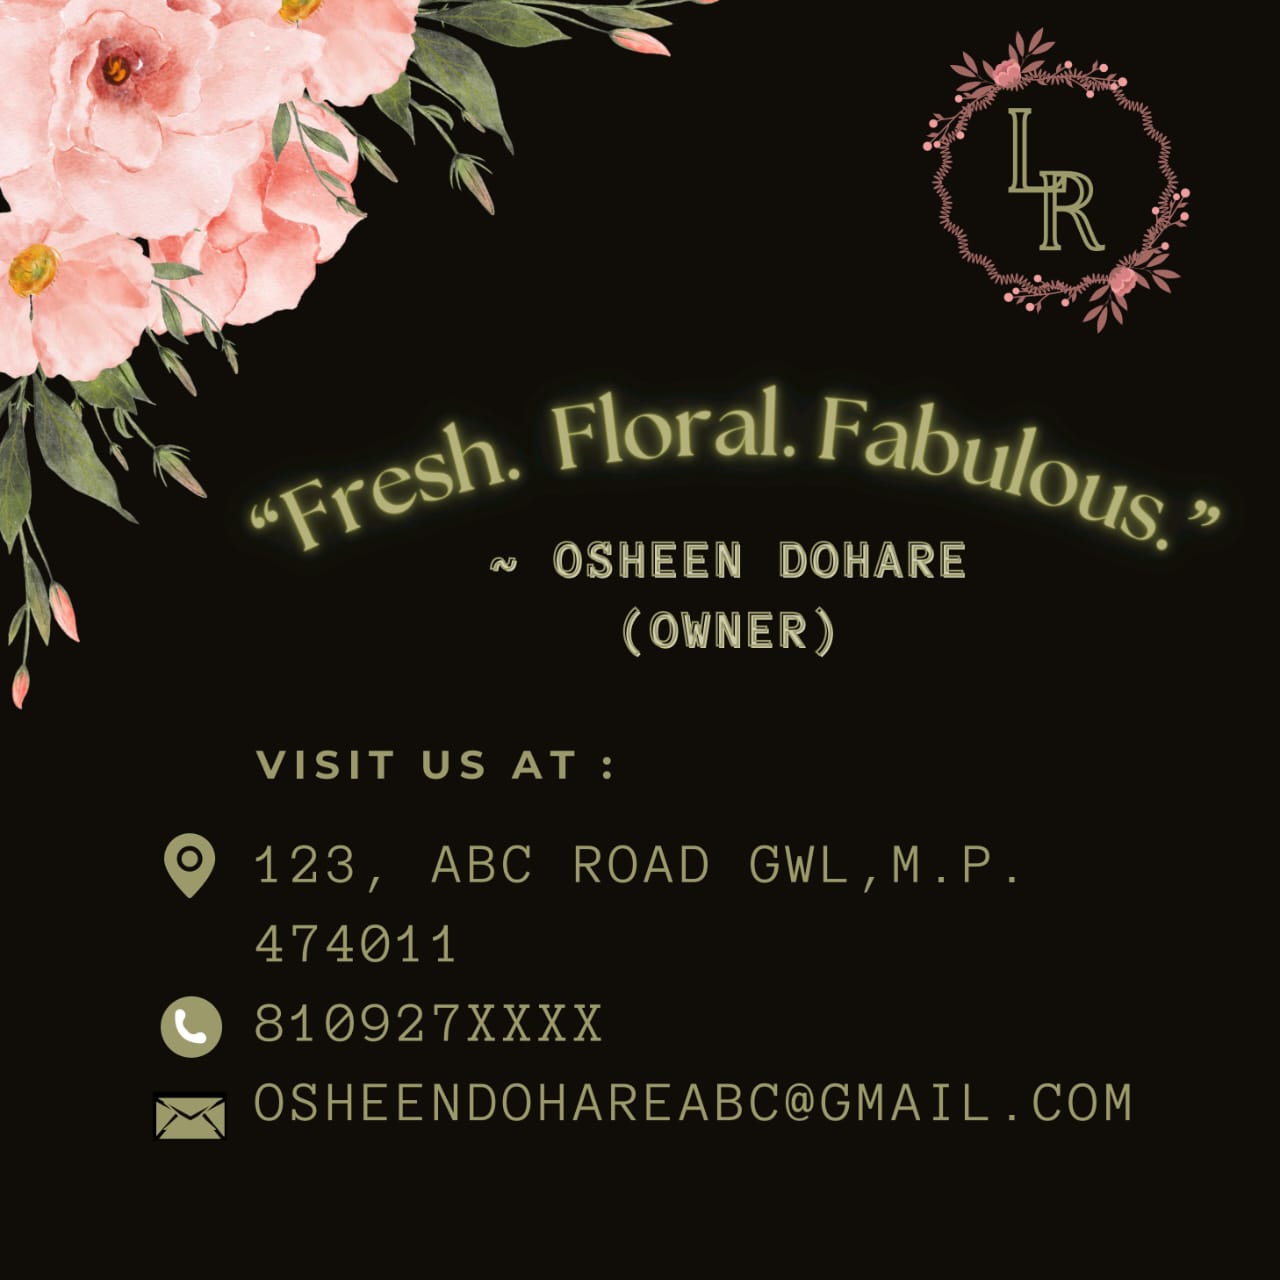 LR
“Fresh. Floral. Fabulous.”
~ OSHEEN DOHARE
(OWNER)
VISIT US AT :
123, ABC ROAD GWL,M.P.
474011
810927XXXX
OSHEENDOHAREABC@GMAIL.COM